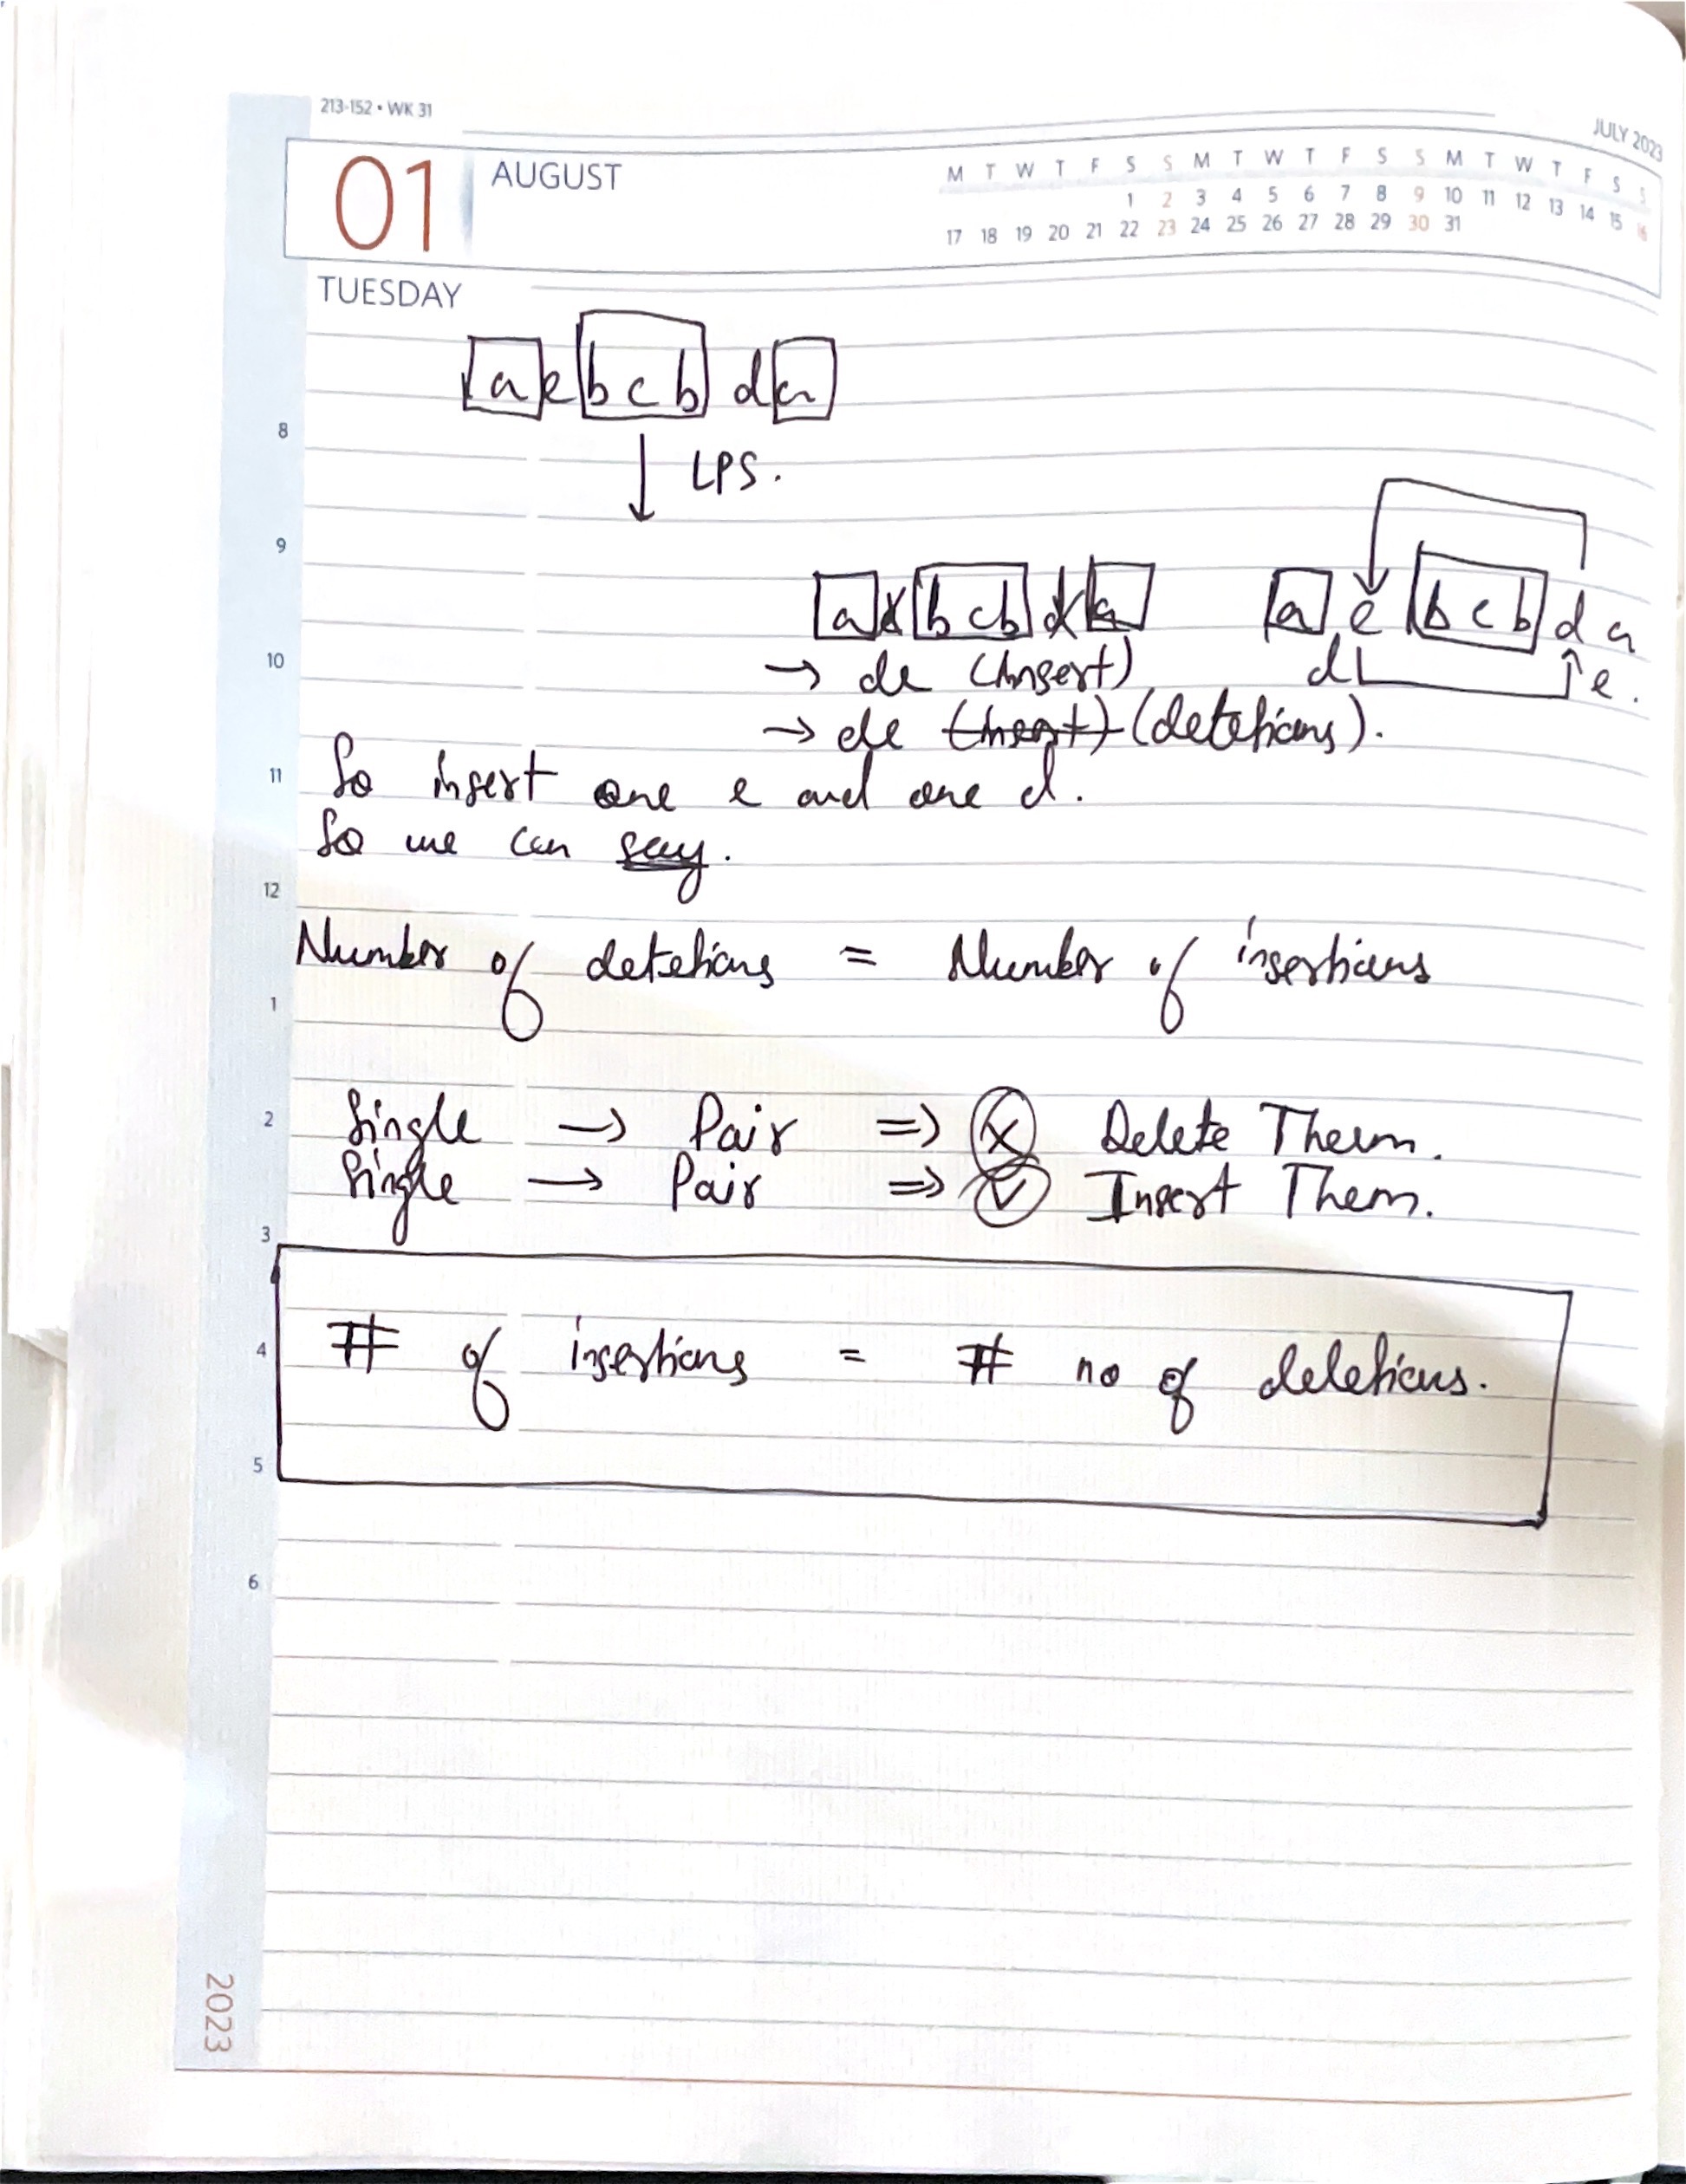 213-152 • WK 31
JULY 2023
01 AUGUST
M T W T F S S M T W T F S S M T W T F S S
1 2 3 4 5 6 7 8 9 10 11 12 13 14 15 16
17 18 19 20 21 22 23 24 25 26 27 28 29 30 31
TUESDAY
a e b c b d a
8
LPS.
9
a e b c b d a a e b c b d a
10
→ de (Insert) d e.
→ de (Insert) (deletions).
11
So insert one e and one d.
So we can say.
12
Number of deletions = Number of insertions
1
2
Single → Pair ⇒ X Delete Them.
Single → Pair ⇒ ✓ Insert Them.
3
4
# of insertions = # no of deletions.
5
6
2023